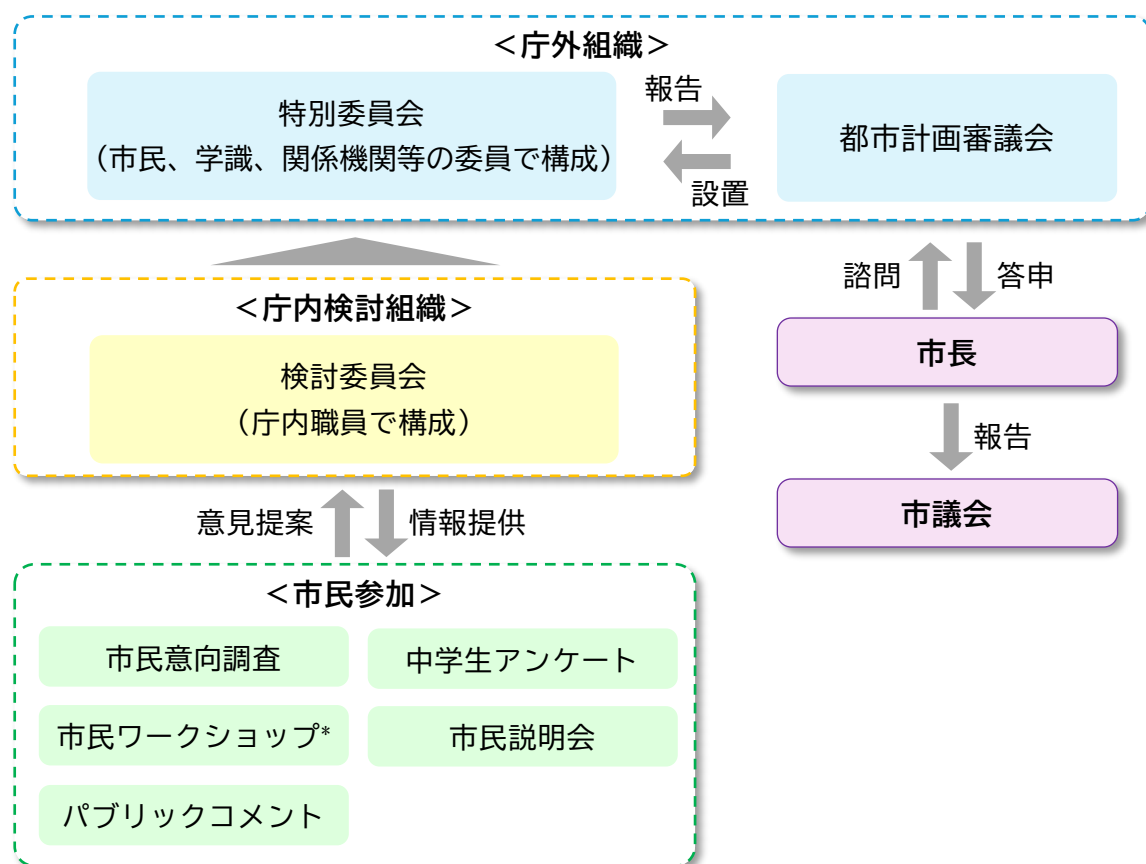 ＜庁外組織＞
特別委員会
（市民、学識、関係機関等の委員で構成）
報告
設置
都市計画審議会
諮問
答申
市長
報告
市議会
＜庁内検討組織＞
検討委員会
（庁内職員で構成）
意見提案
情報提供
＜市民参加＞
市民意向調査
中学生アンケート
市民ワークショップ*
市民説明会
パブリックコメント